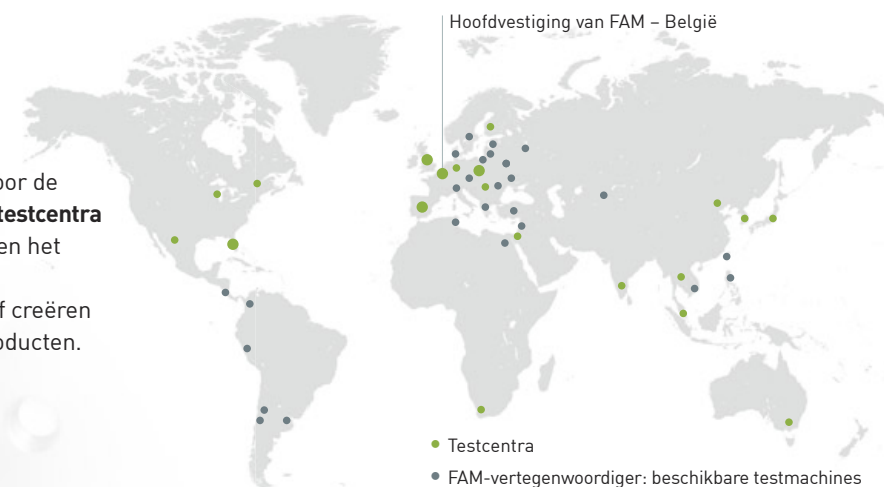 Hoofdvestiging van FAM – België
oor de
testcentra
en het
f creëren
oducten.
Testcentra
FAM-vertegenwoordiger: beschikbare testmachines